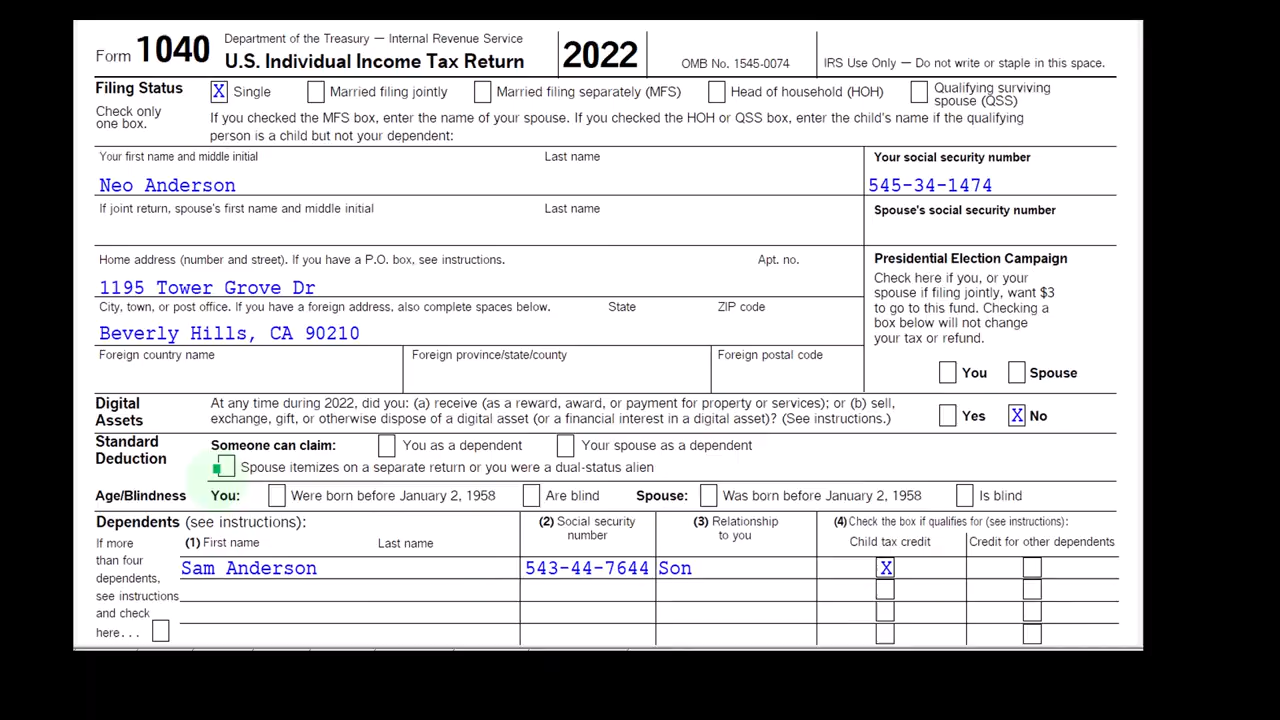 Form 1040 Department of the Treasury — Internal Revenue Service
U.S. Individual Income Tax Return 2022 OMB No. 1545-0074 IRS Use Only — Do not write or staple in this space.
Filing Status X Single Married filing jointly Married filing separately (MFS) Head of household (HOH) Qualifying surviving spouse (QSS)
Check only one box.
If you checked the MFS box, enter the name of your spouse. If you checked the HOH or QSS box, enter the child's name if the qualifying
person is a child but not your dependent:
Your first name and middle initial Last name Your social security number
Neo Anderson 545-34-1474
If joint return, spouse's first name and middle initial Last name Spouse's social security number
Home address (number and street). If you have a P.O. box, see instructions. Apt. no.
1195 Tower Grove Dr
City, town, or post office. If you have a foreign address, also complete spaces below. State ZIP code
Beverly Hills, CA 90210
Foreign country name Foreign province/state/county Foreign postal code
Presidential Election Campaign
Check here if you, or your
spouse if filing jointly, want $3
to go to this fund. Checking a
box below will not change
your tax or refund.
You Spouse
Digital Assets
At any time during 2022, did you: (a) receive (as a reward, award, or payment for property or services); or (b) sell,
exchange, gift, or otherwise dispose of a digital asset (or a financial interest in a digital asset)? (See instructions.) Yes X No
Standard Deduction
Someone can claim: You as a dependent Your spouse as a dependent
Spouse itemizes on a separate return or you were a dual-status alien
Age/Blindness You: Were born before January 2, 1958 Are blind Spouse: Was born before January 2, 1958 Is blind
Dependents (see instructions): (2) Social security number (3) Relationship to you (4) Check the box if qualifies for (see instructions):
(1) First name Last name Child tax credit Credit for other dependents
If more
than four
dependents,
see instructions
and check
here...
Sam Anderson 543-44-7644 Son X